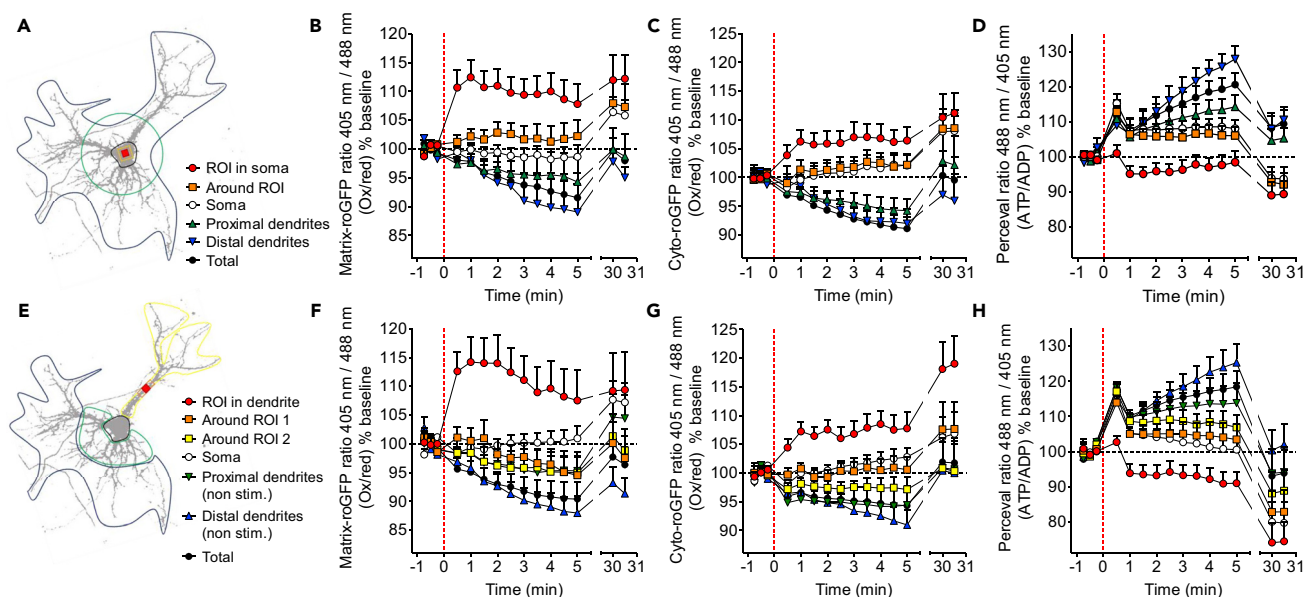 A
ROI in soma
Around ROI
Soma
Proximal dendrites
Distal dendrites
Total
B
Matrix-roGFP ratio 405 nm / 488 nm
(Ox/red) % baseline
120
115
110
105
100
95
90
85
-1 0 1 2 3 4 5 30 31
Time (min)
C
Cyto-roGFP ratio 405 nm / 488 nm
(Ox/red) % baseline
125
120
115
110
105
100
95
90
-1 0 1 2 3 4 5 30 31
Time (min)
D
Perceval ratio 488 nm / 405 nm
(ATP/ADP) % baseline
130
120
110
100
90
80
-1 0 1 2 3 4 5 30 31
Time (min)
E
ROI in dendrite
Around ROI 1
Around ROI 2
Soma
Proximal dendrites
(non stim.)
Distal dendrites
(non stim.)
Total
F
Matrix-roGFP ratio 405 nm / 488 nm
(Ox/red) % baseline
120
115
110
105
100
95
90
85
-1 0 1 2 3 4 5 30 31
Time (min)
G
Cyto-roGFP ratio 405 nm / 488 nm
(Ox/red) % baseline
125
120
115
110
105
100
95
90
-1 0 1 2 3 4 5 30 31
Time (min)
H
Perceval ratio 488 nm / 405 nm
(ATP/ADP) % baseline
130
120
110
100
90
80
-1 0 1 2 3 4 5 30 31
Time (min)